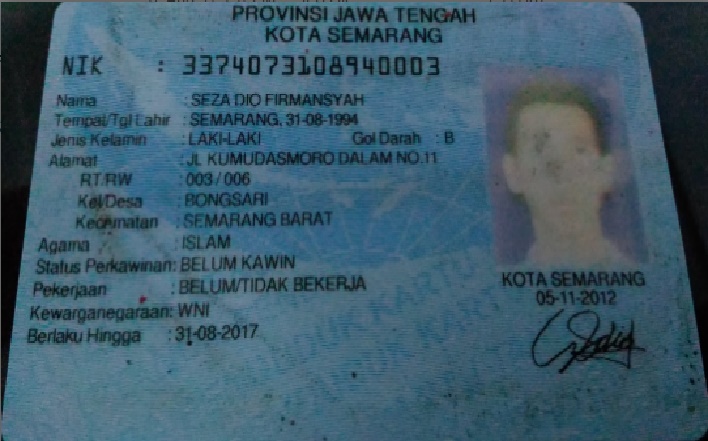 PROVINSI JAWA TENGAH
KOTA SEMARANG
NIK : 3374073108940003
Nama : SEZA DIO FIRMANSYAH
Tempat/Tgl Lahir : SEMARANG, 31-08-1994
Jenis Kelamin : LAKI-LAKI Gol Darah : B
Alamat : JL KUMUDASMORO DALAM NO.11
RT/RW : 003 / 006
Kel/Desa : BONGSARI
Kecamatan : SEMARANG BARAT
Agama : ISLAM
Status Perkawinan: BELUM KAWIN
Pekerjaan : BELUM/TIDAK BEKERJA
Kewarganegaraan: WNI
Berlaku Hingga : 31-08-2017
KOTA SEMARANG
05-11-2012